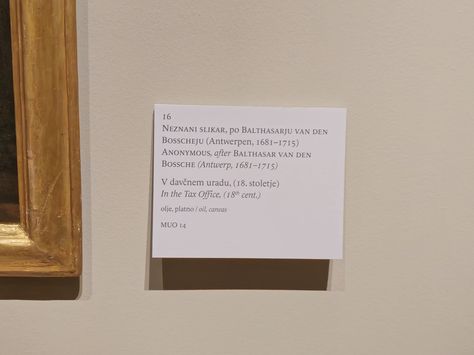 16
Neznani slikar, po Balthasarju van den
Bosscheju (Antwerpen, 1681–1715)
Anonymous, after Balthasar van den
Bossche (Antwerp, 1681–1715)
V davčnem uradu, (18. stoletje)
In the Tax Office, (18th cent.)
olje, platno / oil, canvas
MUO 14